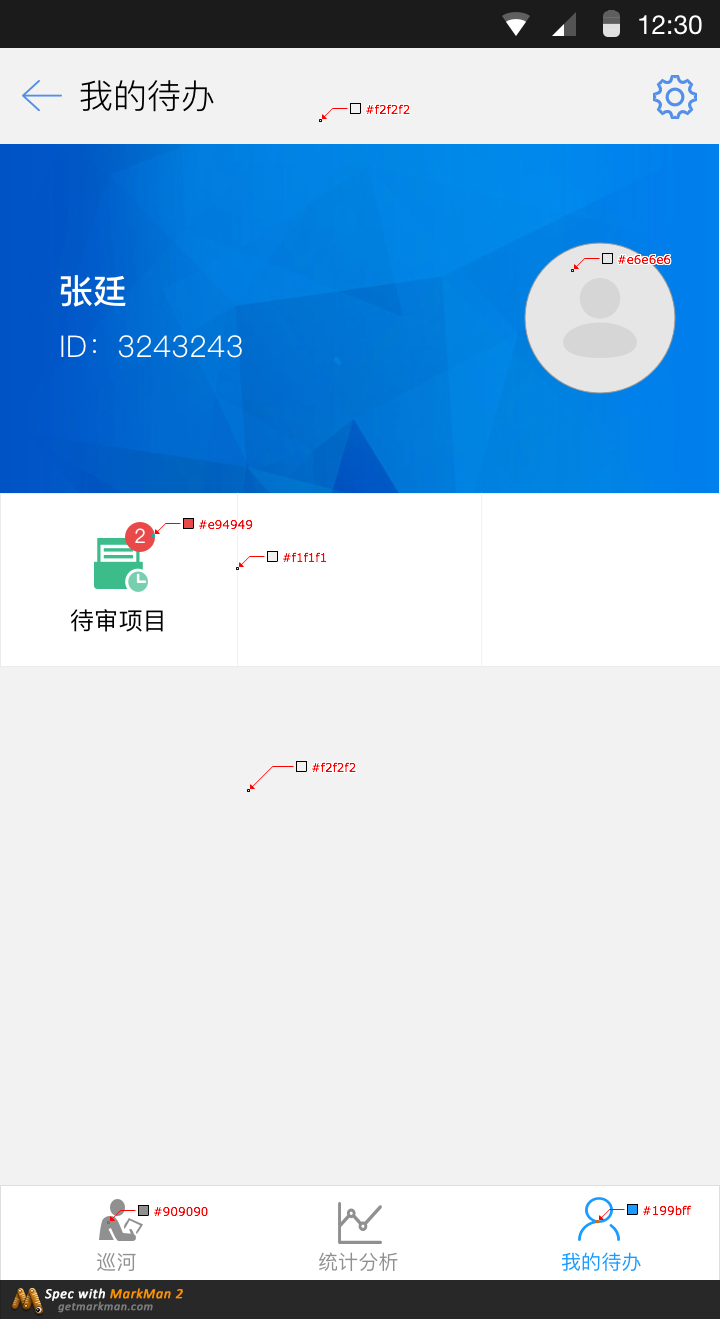 12:30
我的待办
#f2f2f2
#e6e6e6
张廷
ID：3243243
2
#e94949
#f1f1f1
待审项目
#f2f2f2
#909090
#199bff
巡河
统计分析
我的待办
Spec with MarkMan 2
getmarkman.com